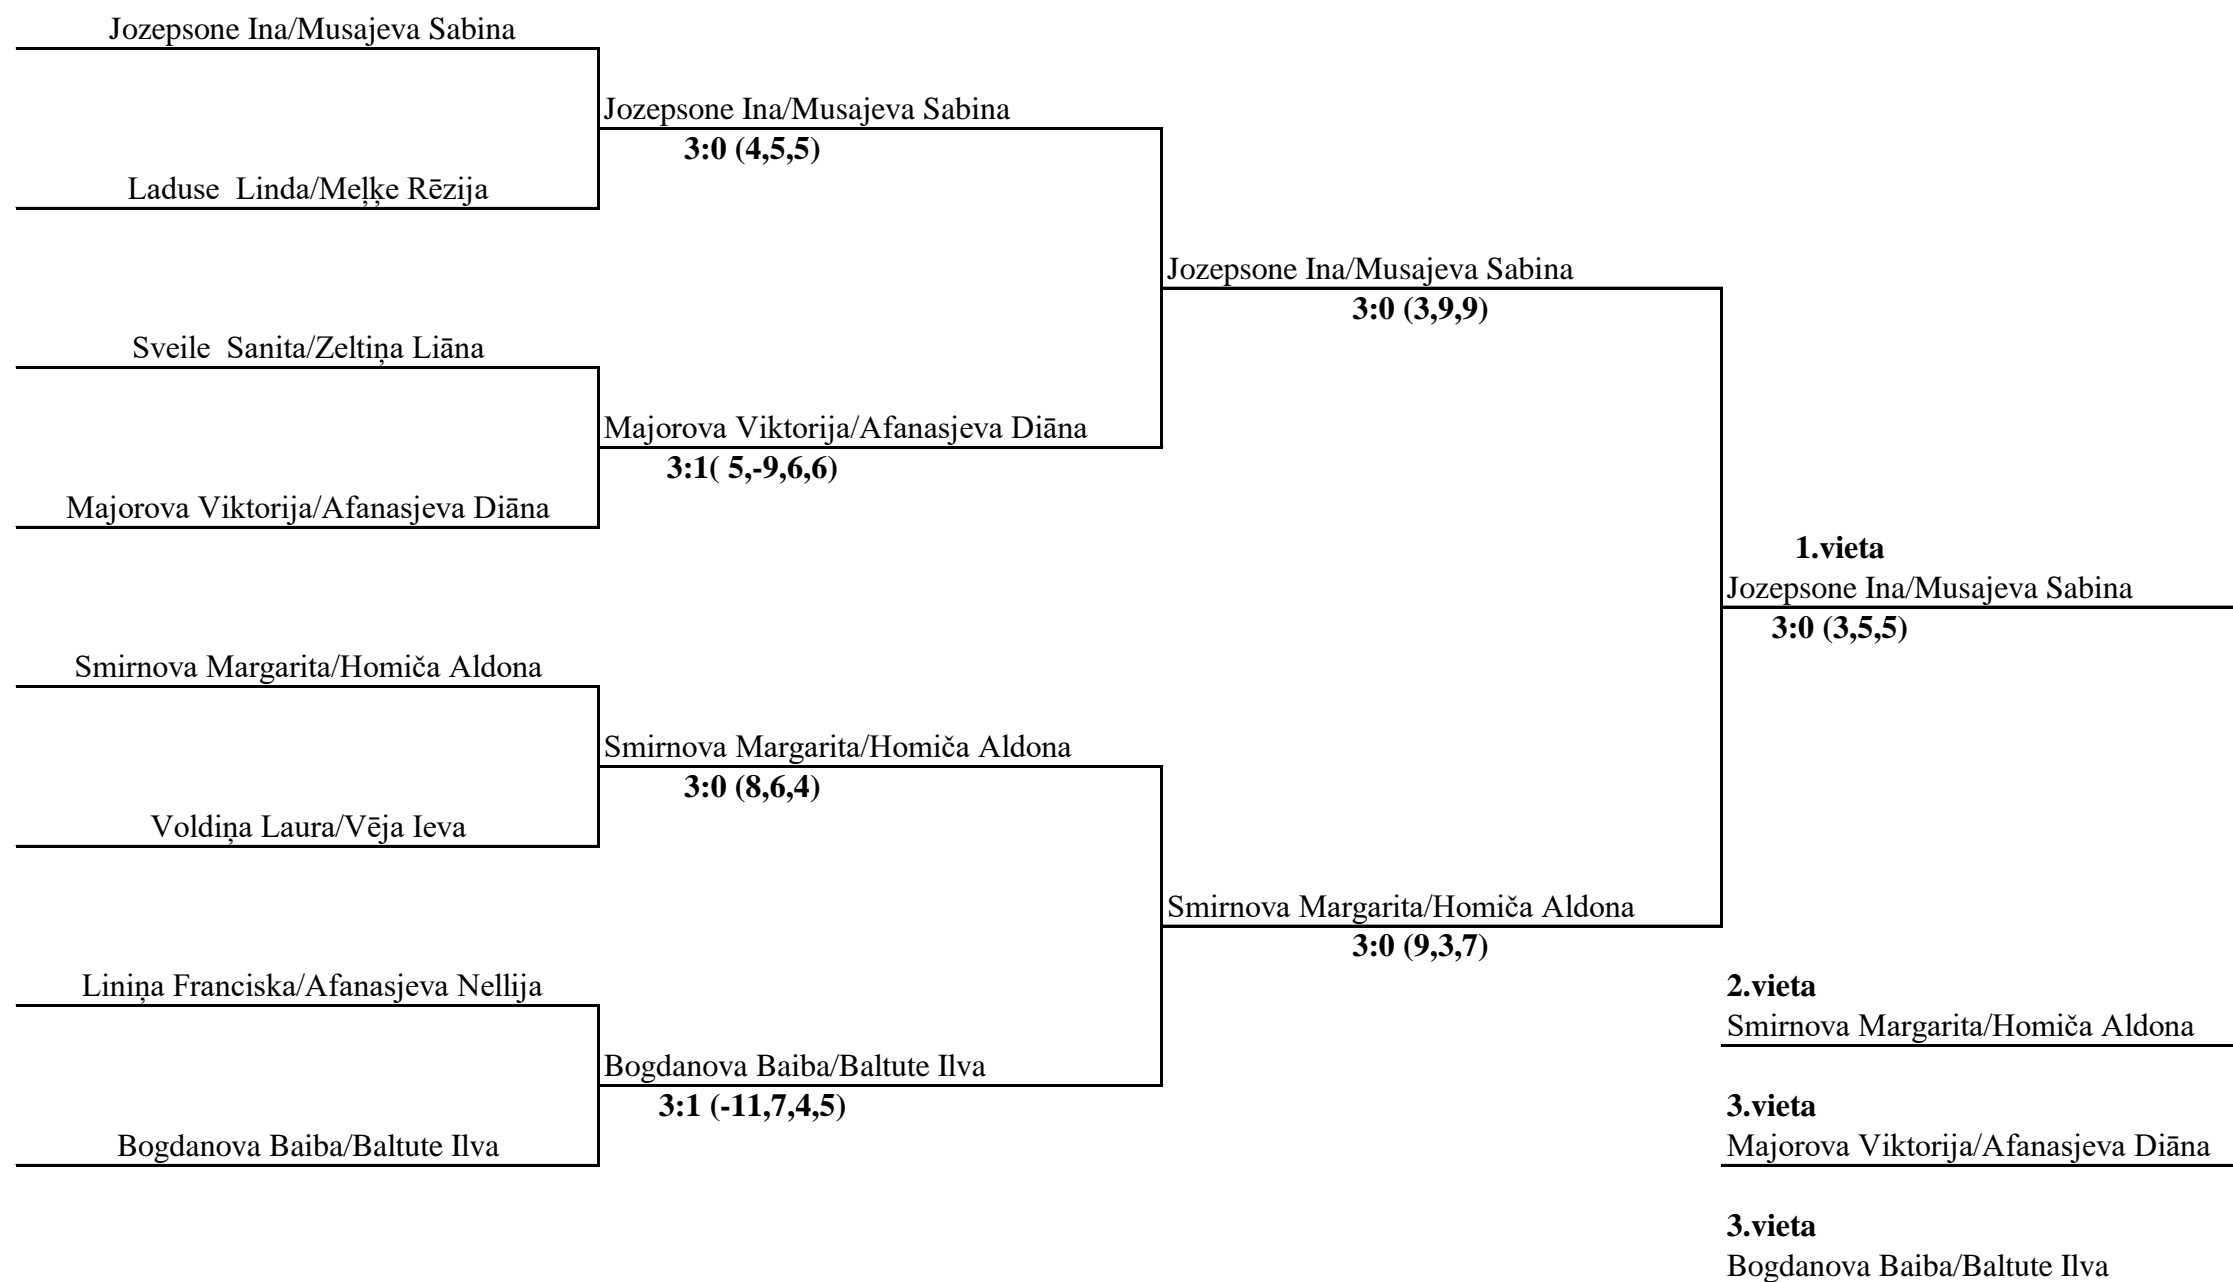 Jozepsone Ina/Musajeva Sabina
Jozepsone Ina/Musajeva Sabina
3:0 (4,5,5)
Laduse  Linda/Meļķe Rēzija
Jozepsone Ina/Musajeva Sabina
3:0 (3,9,9)
Sveile  Sanita/Zeltiņa Liāna
Majorova Viktorija/Afanasjeva Diāna
3:1( 5,-9,6,6)
Majorova Viktorija/Afanasjeva Diāna
1.vieta
Jozepsone Ina/Musajeva Sabina
3:0 (3,5,5)
Smirnova Margarita/Homiča Aldona
Smirnova Margarita/Homiča Aldona
3:0 (8,6,4)
Voldiņa Laura/Vēja Ieva
Smirnova Margarita/Homiča Aldona
3:0 (9,3,7)
Liniņa Franciska/Afanasjeva Nellija
2.vieta
Smirnova Margarita/Homiča Aldona
Bogdanova Baiba/Baltute Ilva
3:1 (-11,7,4,5)
3.vieta
Bogdanova Baiba/Baltute Ilva
Majorova Viktorija/Afanasjeva Diāna
3.vieta
Bogdanova Baiba/Baltute Ilva